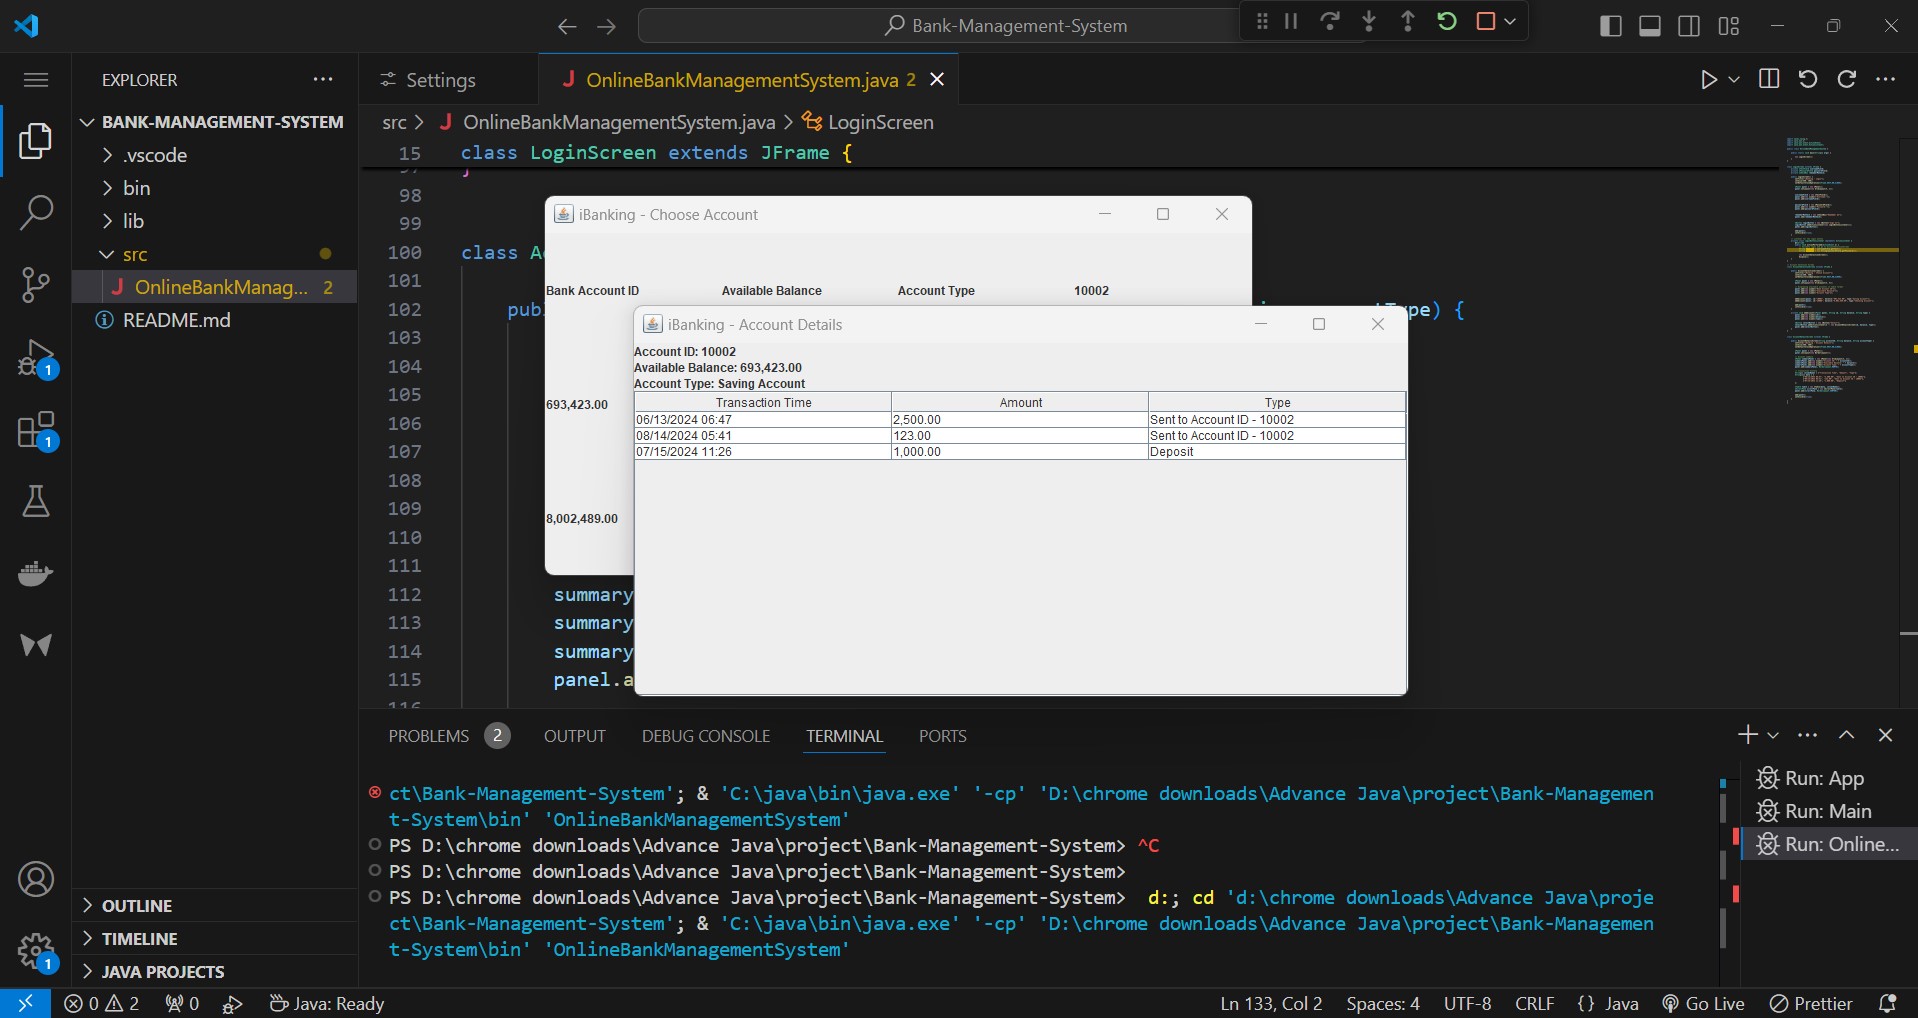 Bank-Management-System
EXPLORER
Settings
OnlineBankManagementSystem.java 2
BANK-MANAGEMENT-SYSTEM
.vscode
bin
lib
src
OnlineBankManag... 2
README.md
src > OnlineBankManagementSystem.java > LoginScreen
15 class LoginScreen extends JFrame {
97 }
98
99
100 class A
101
102 pub
pe) {
103
104
105
106
107
108
109
110
111
112 summary
113 summary
114 summary
115 panel.a
116
iBanking - Choose Account
Bank Account ID Available Balance Account Type 10002
693,423.00
8,002,489.00
iBanking - Account Details
Account ID: 10002
Available Balance: 693,423.00
Account Type: Saving Account
Transaction Time Amount Type
06/13/2024 06:47 2,500.00 Sent to Account ID - 10002
08/14/2024 05:41 123.00 Sent to Account ID - 10002
07/15/2024 11:26 1,000.00 Deposit
1
1
1
OUTLINE
TIMELINE
JAVA PROJECTS
PROBLEMS 2 OUTPUT DEBUG CONSOLE TERMINAL PORTS
ct\Bank-Management-System'; & 'C:\java\bin\java.exe' '-cp' 'D:\chrome downloads\Advance Java\project\Bank-Managemen
t-System\bin' 'OnlineBankManagementSystem'
PS D:\chrome downloads\Advance Java\project\Bank-Management-System> ^C
PS D:\chrome downloads\Advance Java\project\Bank-Management-System>
PS D:\chrome downloads\Advance Java\project\Bank-Management-System> d:; cd 'd:\chrome downloads\Advance Java\proje
ct\Bank-Management-System'; & 'C:\java\bin\java.exe' '-cp' 'D:\chrome downloads\Advance Java\project\Bank-Managemen
t-System\bin' 'OnlineBankManagementSystem'
Run: App
Run: Main
Run: Online...
0 2 0 Java: Ready
Ln 133, Col 2 Spaces: 4 UTF-8 CRLF {} Java Go Live Prettier